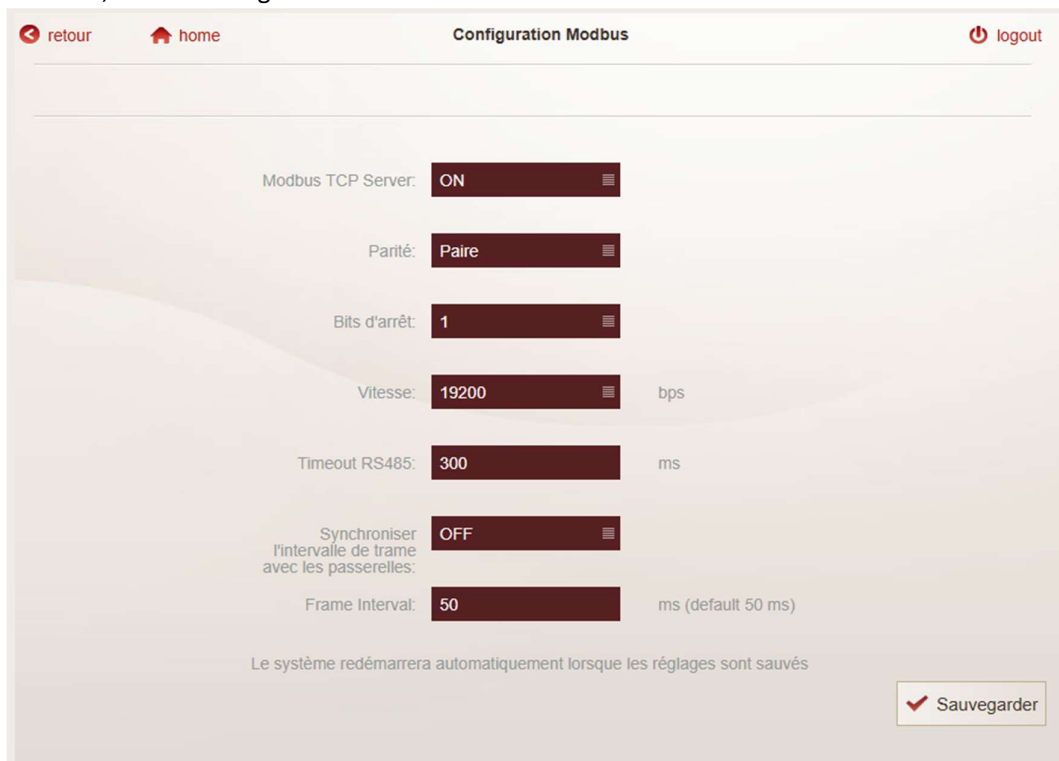 retour home Configuration Modbus logout
Modbus TCP Server: ON
Parité: Paire
Bits d'arrêt: 1
Vitesse: 19200 bps
Timeout RS485: 300 ms
Synchroniser OFF
l'intervalle de trame
avec les passerelles:
Frame Interval: 50 ms (default 50 ms)
Le système redémarrera automatiquement lorsque les réglages sont sauvés
Sauvegarder